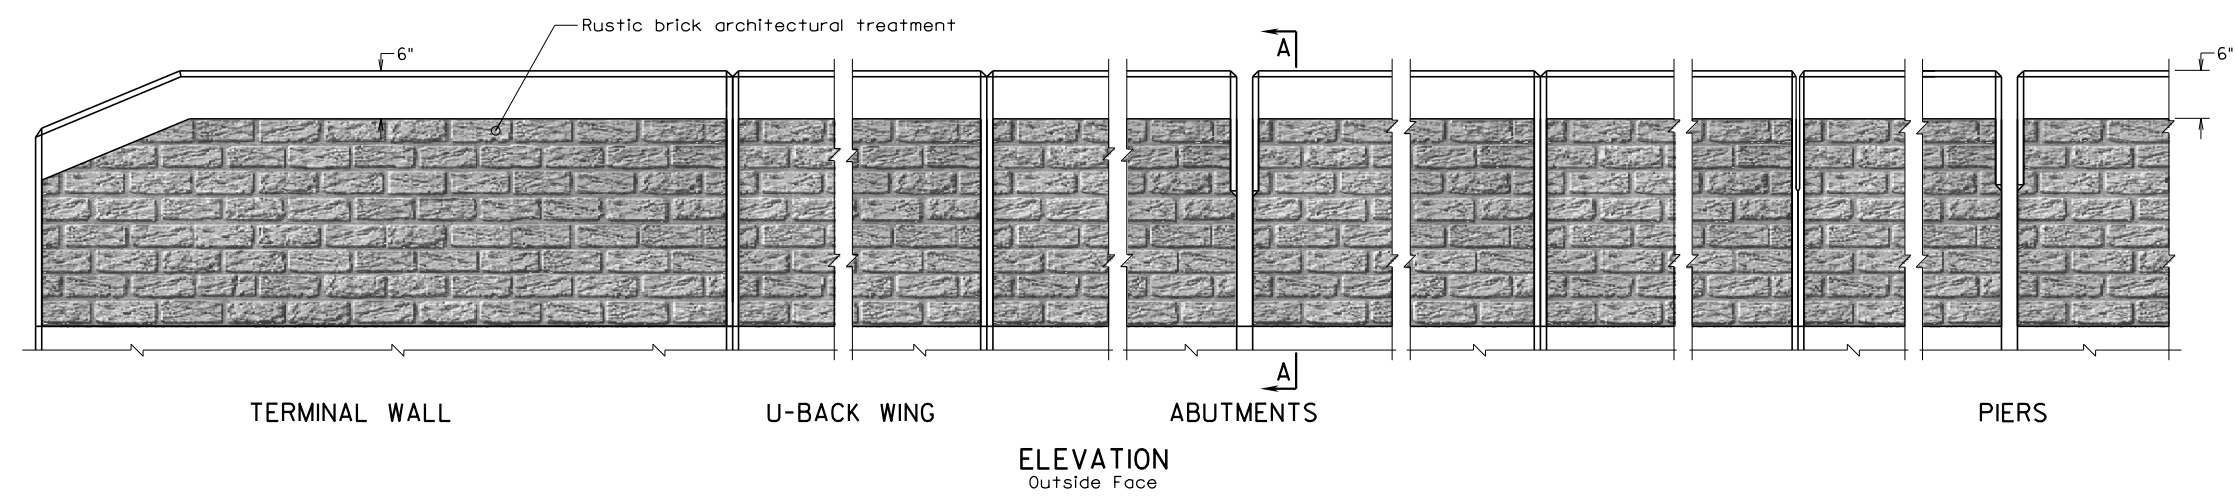 Rustic brick architectural treatment
6"
A
6"
A
TERMINAL WALL
U-BACK WING
ABUTMENTS
PIERS
ELEVATION
Outside Face